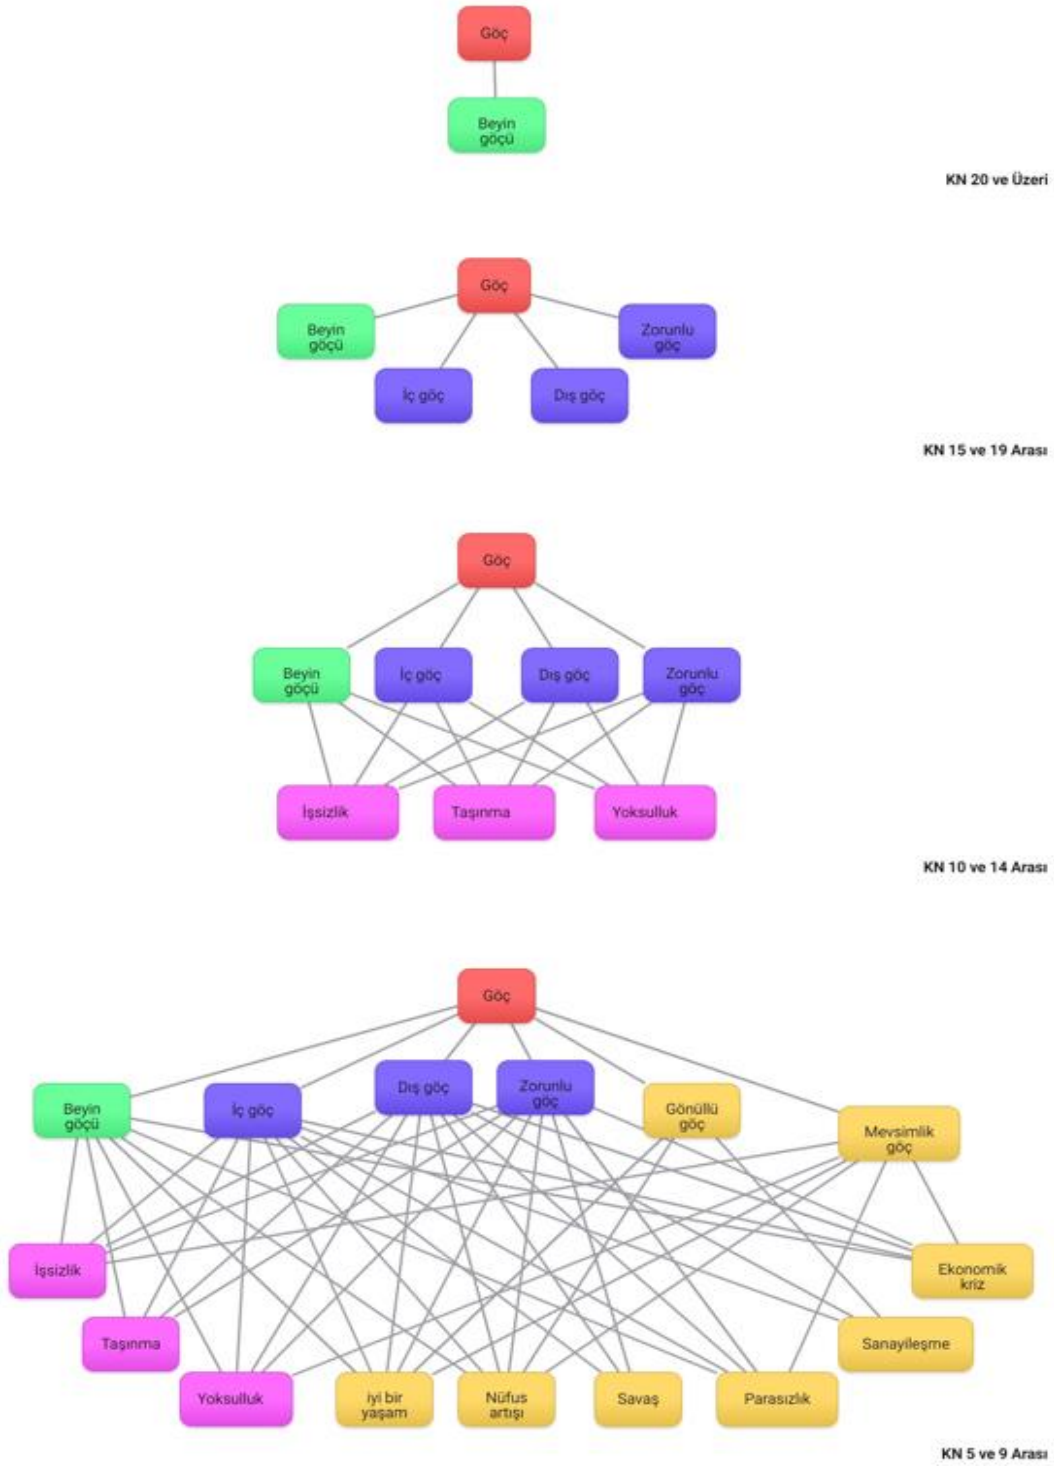 Göç
Beyin
göçü
KN 20 ve Üzeri
Göç
Beyin
göçü
Zorunlu
göç
İç göç
Dış göç
KN 15 ve 19 Arası
Göç
Beyin
göçü
İç göç
Dış göç
Zorunlu
göç
İşsizlik
Taşınma
Yoksulluk
KN 10 ve 14 Arası
Göç
Beyin
göçü
İç göç
Dış göç
Zorunlu
göç
Gönüllü
göç
Mevsimlik
göç
İşsizlik
Ekonomik
kriz
Taşınma
Sanayileşme
Yoksulluk
iyi bir
yaşam
Nüfus
artışı
Savaş
Parasızlık
KN 5 ve 9 Arası